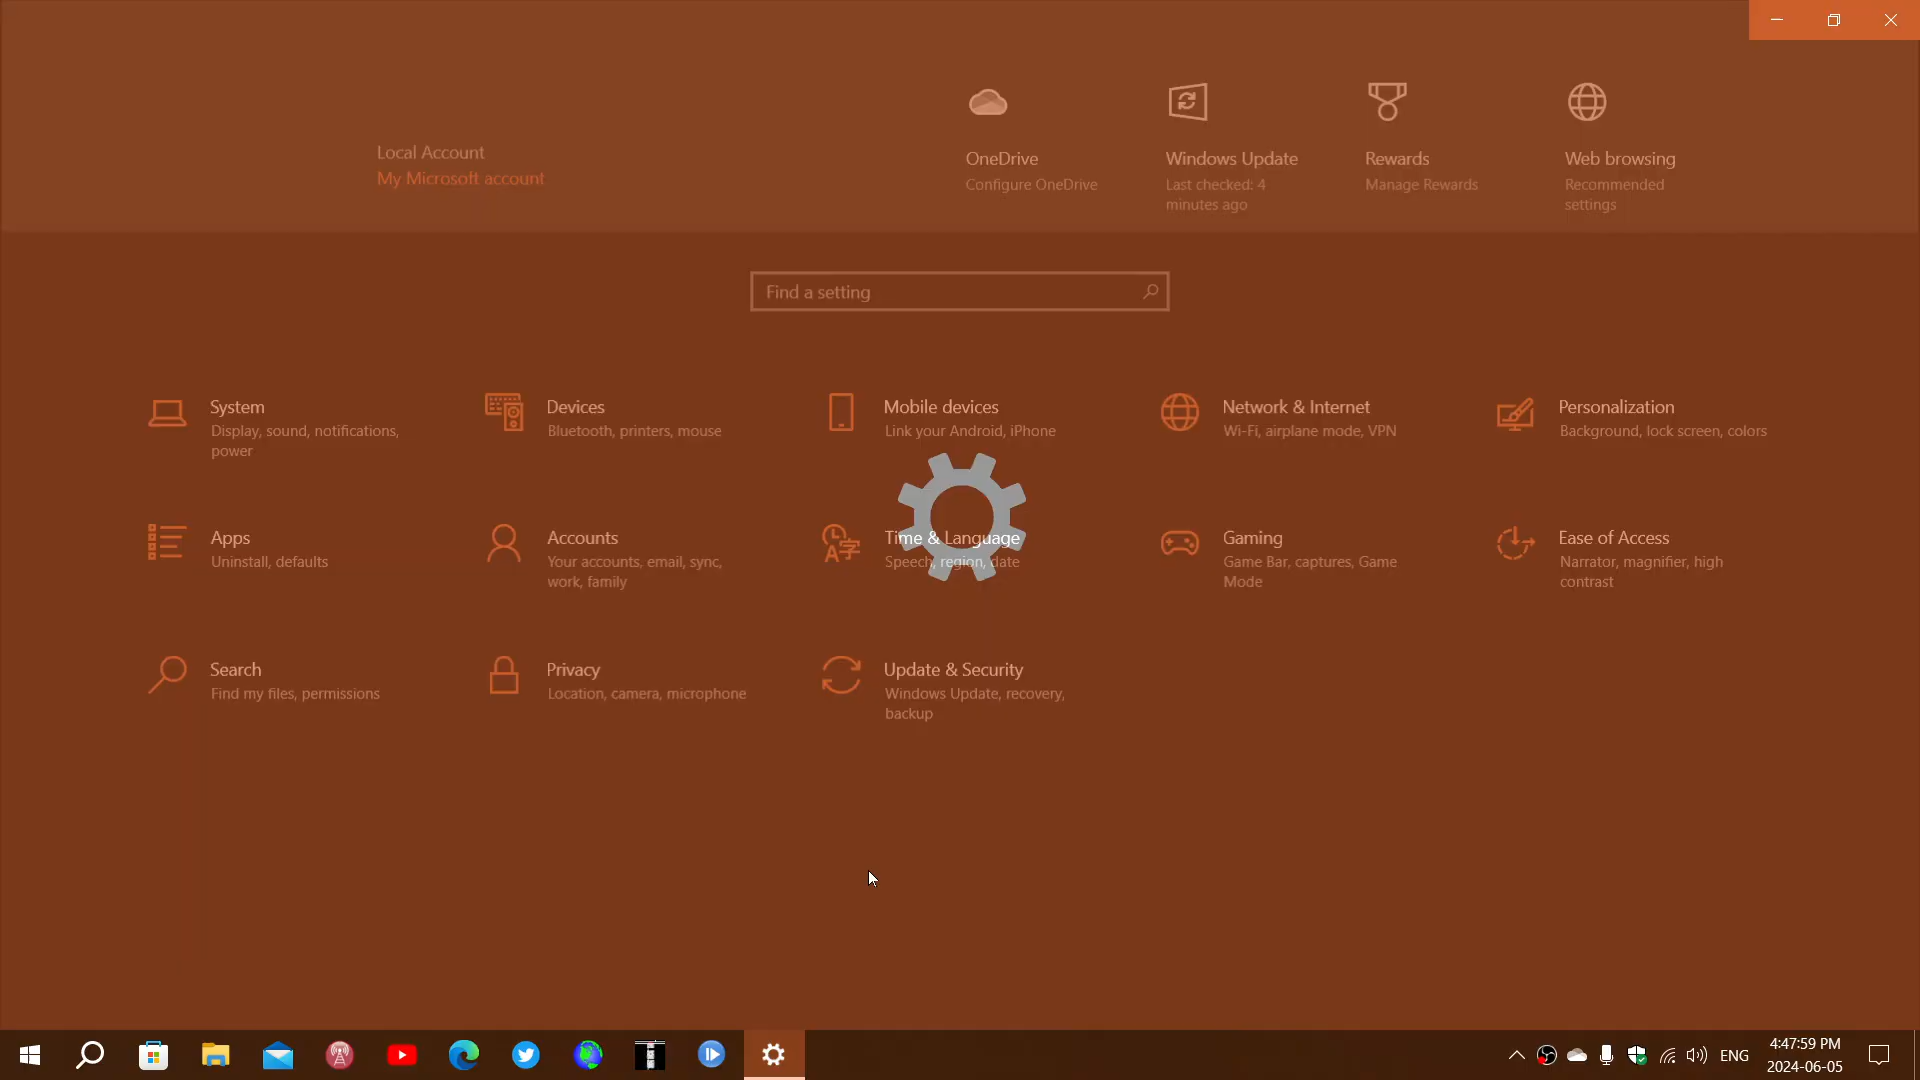 Local Account
My Microsoft account
OneDrive
Configure OneDrive
Windows Update
Last checked: 4
minutes ago
Rewards
Manage Rewards
Web browsing
Recommended
settings
Find a setting
System
Display, sound, notifications,
power
Devices
Bluetooth, printers, mouse
Mobile devices
Link your Android, iPhone
Network & Internet
Wi-Fi, airplane mode, VPN
Personalization
Background, lock screen, colors
Apps
Uninstall, defaults
Accounts
Your accounts, email, sync,
work, family
Time & Language
Speech, region, date
Gaming
Game Bar, captures, Game
Mode
Ease of Access
Narrator, magnifier, high
contrast
Search
Find my files, permissions
Privacy
Location, camera, microphone
Update & Security
Windows Update, recovery,
backup
ENG
4:47:59 PM
2024-06-05